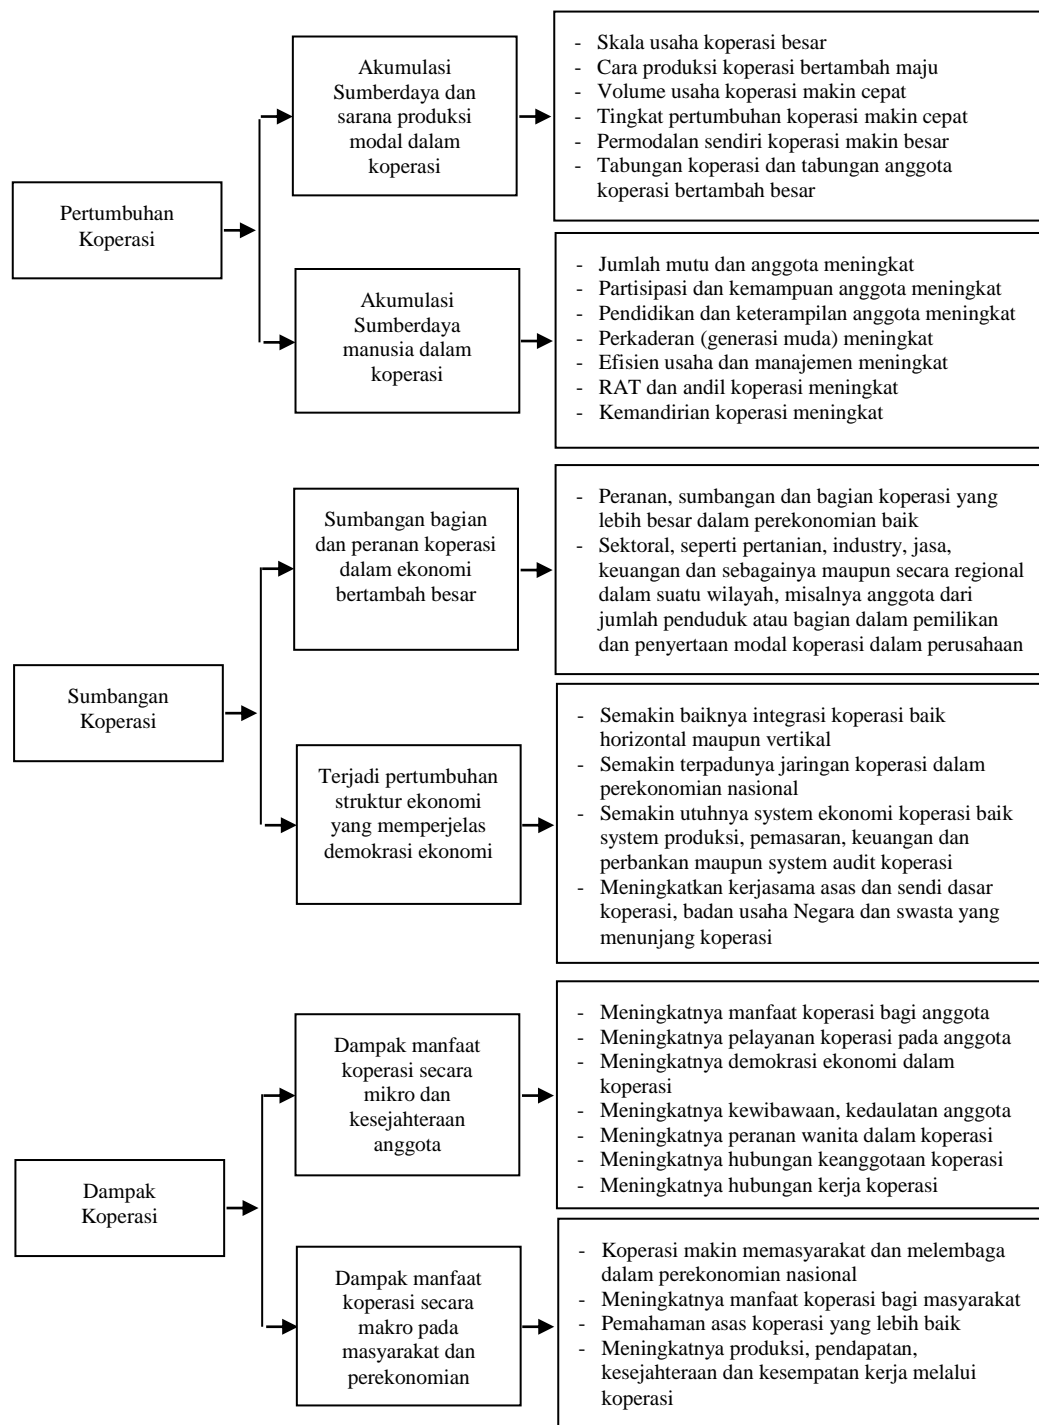 Pertumbuhan
Koperasi
Akumulasi
Sumberdaya dan
sarana produksi
modal dalam
koperasi
- Skala usaha koperasi besar
- Cara produksi koperasi bertambah maju
- Volume usaha koperasi makin cepat
- Tingkat pertumbuhan koperasi makin cepat
- Permodalan sendiri koperasi makin besar
- Tabungan koperasi dan tabungan anggota
koperasi bertambah besar
Akumulasi
Sumberdaya
manusia dalam
koperasi
- Jumlah mutu dan anggota meningkat
- Partisipasi dan kemampuan anggota meningkat
- Pendidikan dan keterampilan anggota meningkat
- Perkaderan (generasi muda) meningkat
- Efisien usaha dan manajemen meningkat
- RAT dan andil koperasi meningkat
- Kemandirian koperasi meningkat
Sumbangan
Koperasi
Sumbangan bagian
dan peranan koperasi
dalam ekonomi
bertambah besar
- Peranan, sumbangan dan bagian koperasi yang
lebih besar dalam perekonomian baik
- Sektoral, seperti pertanian, industry, jasa,
keuangan dan sebagainya maupun secara regional
dalam suatu wilayah, misalnya anggota dari
jumlah penduduk atau bagian dalam pemilikan
dan penyertaan modal koperasi dalam perusahaan
Terjadi pertumbuhan
struktur ekonomi
yang memperjelas
demokrasi ekonomi
- Semakin baiknya integrasi koperasi baik
horizontal maupun vertikal
- Semakin terpadunya jaringan koperasi dalam
perekonomian nasional
- Semakin utuhnya system ekonomi koperasi baik
system produksi, pemasaran, keuangan dan
perbankan maupun system audit koperasi
- Meningkatkan kerjasama asas dan sendi dasar
koperasi, badan usaha Negara dan swasta yang
menunjang koperasi
Dampak
Koperasi
Dampak manfaat
koperasi secara
mikro dan
kesejahteraan
anggota
- Meningkatnya manfaat koperasi bagi anggota
- Meningkatnya pelayanan koperasi pada anggota
- Meningkatnya demokrasi ekonomi dalam
koperasi
- Meningkatnya kewibawaan, kedaulatan anggota
- Meningkatnya peranan wanita dalam koperasi
- Meningkatnya hubungan keanggotaan koperasi
- Meningkatnya hubungan kerja koperasi
Dampak manfaat
koperasi secara
makro pada
masyarakat dan
perekonomian
- Koperasi makin memasyarakat dan melembaga
dalam perekonomian nasional
- Meningkatnya manfaat koperasi bagi masyarakat
- Pemahaman asas koperasi yang lebih baik
- Meningkatnya produksi, pendapatan,
kesejahteraan dan kesempatan kerja melalui
koperasi